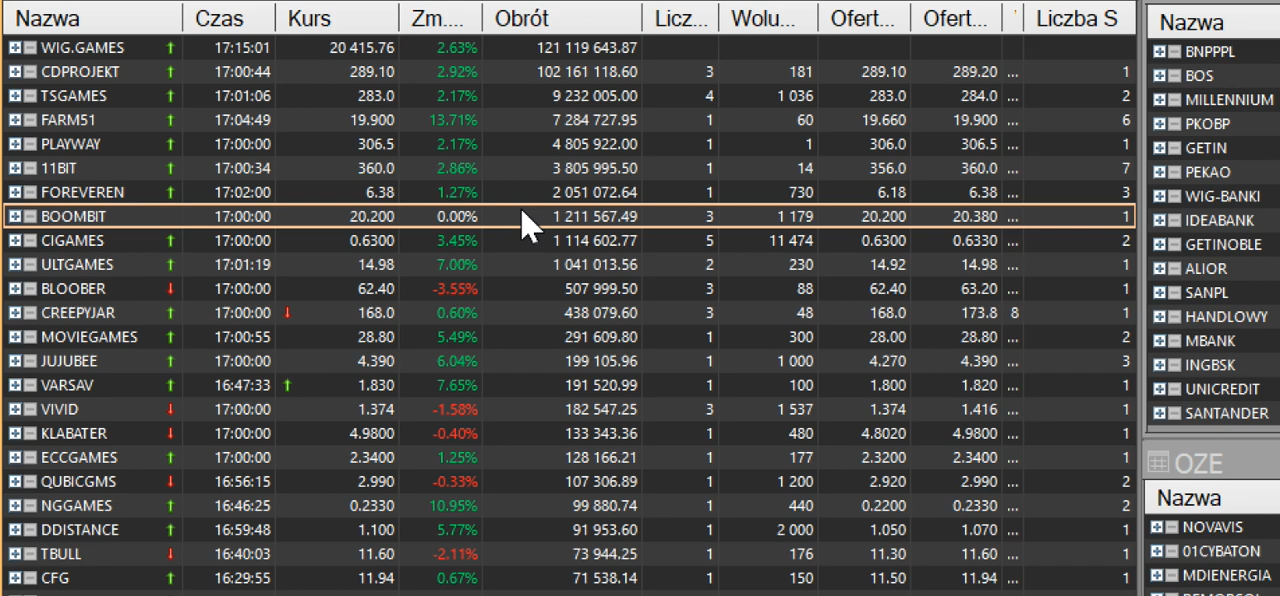 Nazwa Czas Kurs Zm.... Obrót Licz... Wolu... Ofert... Ofert... Liczba S
WIG.GAMES 17:15:01 20 415.76 2.63% 121 119 643.87
CDPROJEKT 17:00:44 289.10 2.92% 102 161 118.60 3 181 289.10 289.20 ... 1
TSGAMES 17:01:06 283.0 2.17% 9 232 005.00 4 1 036 283.0 284.0 ... 2
FARM51 17:04:49 19.900 13.71% 7 284 727.95 1 60 19.660 19.900 ... 6
PLAYWAY 17:00:00 306.5 2.17% 4 805 922.00 1 1 306.0 306.5 ... 1
11BIT 17:00:34 360.0 2.86% 3 805 995.50 1 14 356.0 360.0 ... 7
FOREVEREN 17:02:00 6.38 1.27% 2 051 072.64 1 730 6.18 6.38 ... 3
BOOMBIT 17:00:00 20.200 0.00% 1 211 567.49 3 1 179 20.200 20.380 ... 1
CIGAMES 17:00:00 0.6300 3.45% 1 114 602.77 5 11 474 0.6300 0.6330 ... 2
ULTGAMES 17:01:19 14.98 7.00% 1 041 013.56 2 230 14.92 14.98 ... 1
BLOOBER 17:00:00 62.40 -3.55% 507 999.50 3 88 62.40 63.20 ... 1
CREEPYJAR 17:00:00 168.0 0.60% 438 079.60 3 48 168.0 173.8 8 1
MOVIEGAMES 17:00:55 28.80 5.49% 291 609.80 1 300 28.00 28.80 ... 2
JUJUBEE 17:00:00 4.390 6.04% 199 105.96 1 1 000 4.270 4.390 ... 3
VARSAV 16:47:33 1.830 7.65% 191 520.99 1 100 1.800 1.820 ... 1
VIVID 17:00:00 1.374 -1.58% 182 547.25 3 1 537 1.374 1.416 ... 1
KLABATER 17:00:00 4.9800 -0.40% 133 343.36 1 480 4.8020 4.9800 ... 1
ECCGAMES 17:00:00 2.3400 1.25% 128 166.21 1 177 2.3200 2.3400 ... 1
QUBICGMS 16:56:15 2.990 -0.33% 107 306.89 1 1 200 2.920 2.990 ... 2
NGGAMES 16:46:25 0.2330 10.95% 99 880.74 1 440 0.2200 0.2330 ... 2
DDISTANCE 16:59:48 1.100 5.77% 91 953.60 1 2 000 1.050 1.070 ... 1
TBULL 16:40:03 11.60 -2.11% 73 944.25 1 176 11.30 11.60 ... 1
CFG 16:29:55 11.94 0.67% 71 538.14 1 150 11.50 11.94 ... 1
Nazwa
BNPPPL
BOS
MILLENNIUM
PKOBP
GETIN
PEKAO
WIG-BANKI
IDEABANK
GETINOBLE
ALIOR
SANPL
HANDLOWY
MBANK
INGBSK
UNICREDIT
SANTANDER
OZE
Nazwa
NOVAVIS
01CYBATON
MDIENERGIA